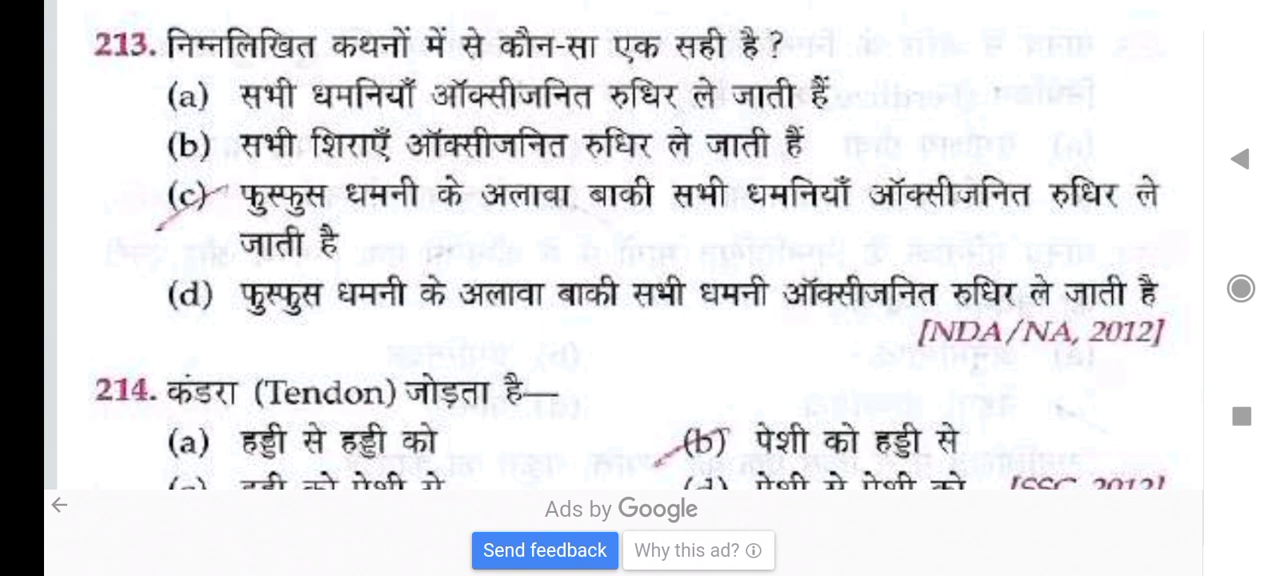 213. निम्नलिखित कथनों में से कौन-सा एक सही है ?
(a) सभी धमनियाँ ऑक्सीजनित रुधिर ले जाती हैं
(b) सभी शिराएँ ऑक्सीजनित रुधिर ले जाती हैं
(c) फुस्फुस धमनी के अलावा बाकी सभी धमनियाँ ऑक्सीजनित रुधिर ले
जाती है
(d) फुस्फुस धमनी के अलावा बाकी सभी धमनी ऑक्सीजनित रुधिर ले जाती है
[NDA/NA, 2012]
214. कंडरा (Tendon) जोड़ता है—
(a) हड्डी से हड्डी को (b) पेशी को हड्डी से
(d) पेशी से पेशी को [SSC, 2012]
Ads by Google
Send feedback Why this ad?